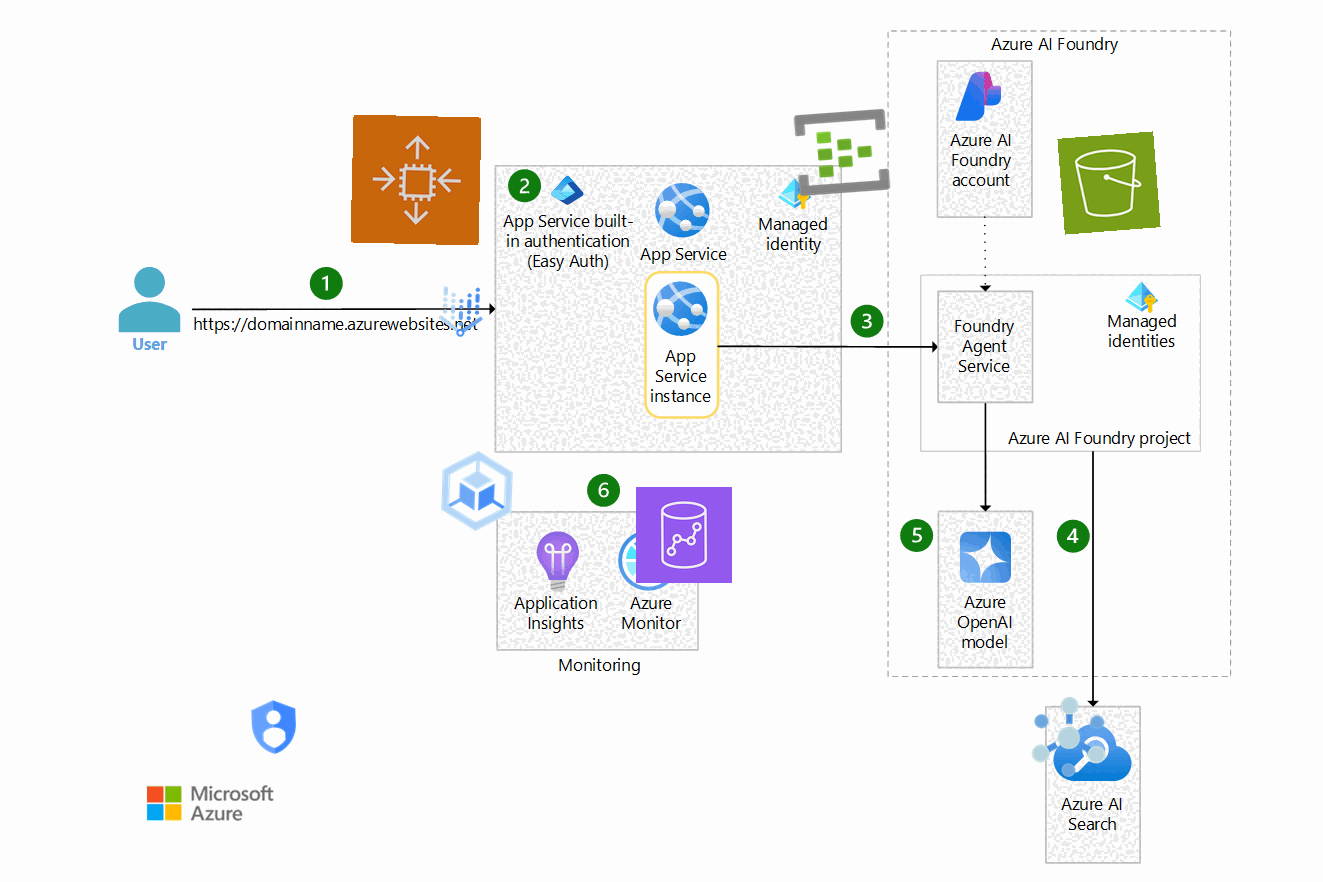 Azure AI Foundry
Azure AI
Foundry
account
2
App Service built-
in authentication
(Easy Auth)
App Service
Managed
identity
1
https://domainname.azurewebsites.net
User
App
Service
instance
3
Foundry
Agent
Service
Managed
identities
Azure AI Foundry project
6
Application
Insights
Azure
Monitor
Monitoring
5
4
Azure
OpenAI
model
Azure AI
Search
Microsoft
Azure